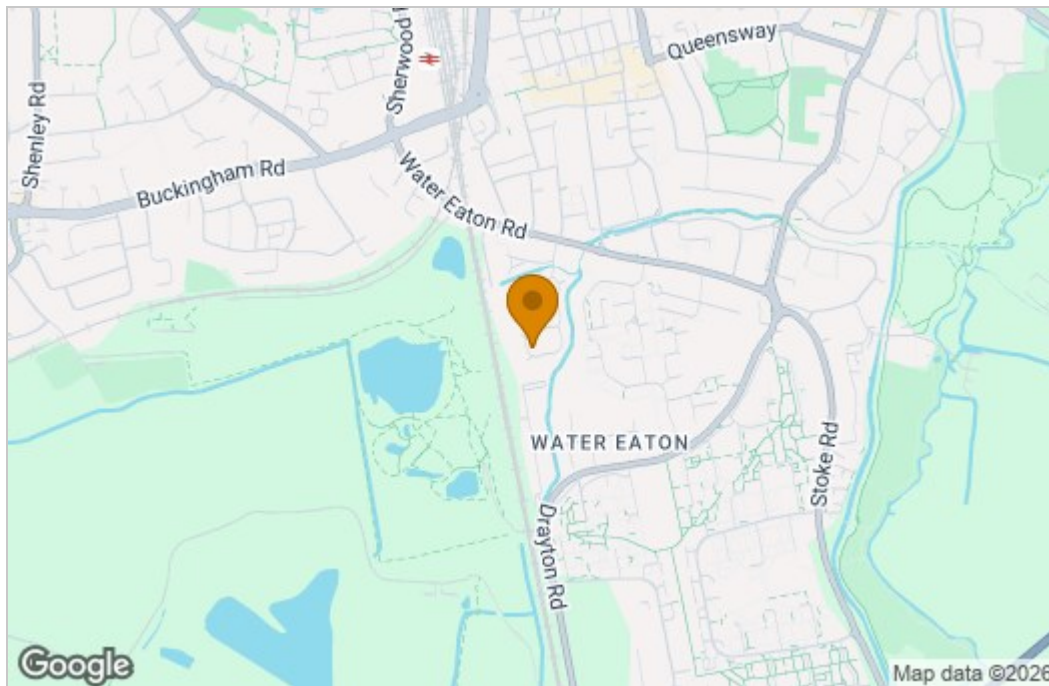 Shenley Rd
Buckingham Rd
Sherwood
Queensway
Water Eaton Rd
WATER EATON
Drayton Rd
Stoke Rd
Google
Map data ©2026